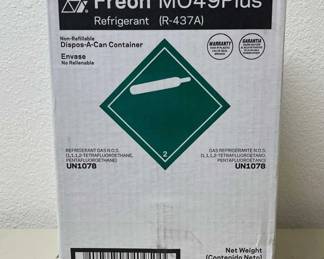 Freon™ MO49Plus
Refrigerant (R-437A)
Non-Refillable
Dispos-A-Can Container
Envase
No Rellenable
WARRANTY
GARANTIA
2
REFRIGERANT GAS N.O.S.
(1,1,1,2-TETRAFLUOROETHANE,
PENTAFLUOROETHANE)
UN1078
GAS REFRIGERANTE N.O.S.
(1,1,1,2-TETRAFLUOROETANO,
PENTAFLUOROETANO)
UN1078
Net Weight
(Contenido Neto)